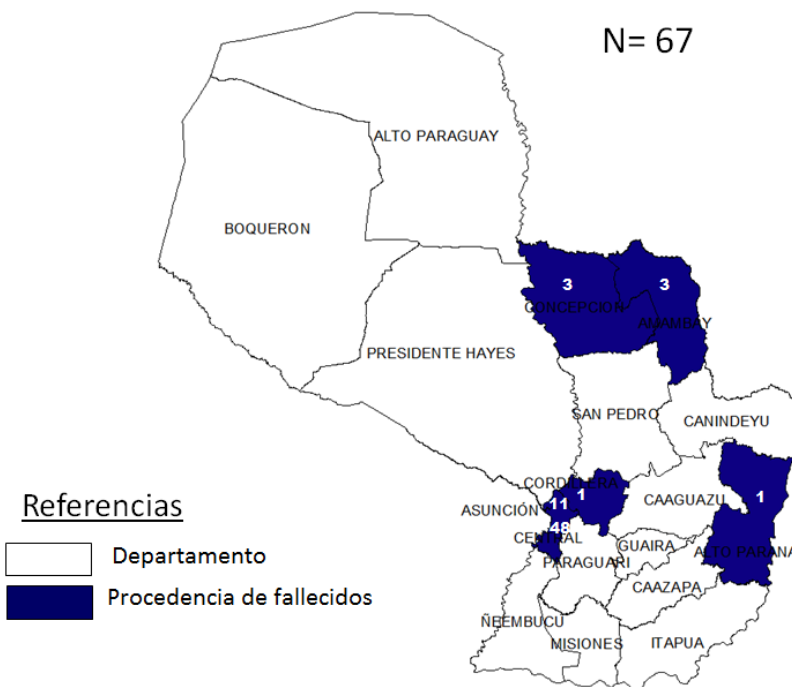 N= 67
ALTO PARAGUAY
BOQUERON
3
3
CONCEPCION
AMAMBAY
PRESIDENTE HAYES
SAN PEDRO
CANINDEYU
CORDILLERA
1
11
ASUNCIÓN
CAAGUAZU
1
48
CENTRAL
GUAIRA
ALTO PARANA
PARAGUARI
CAAZAPA
ÑEEMBUCU
MISIONES
ITAPUA
Referencias
Departamento
Procedencia de fallecidos